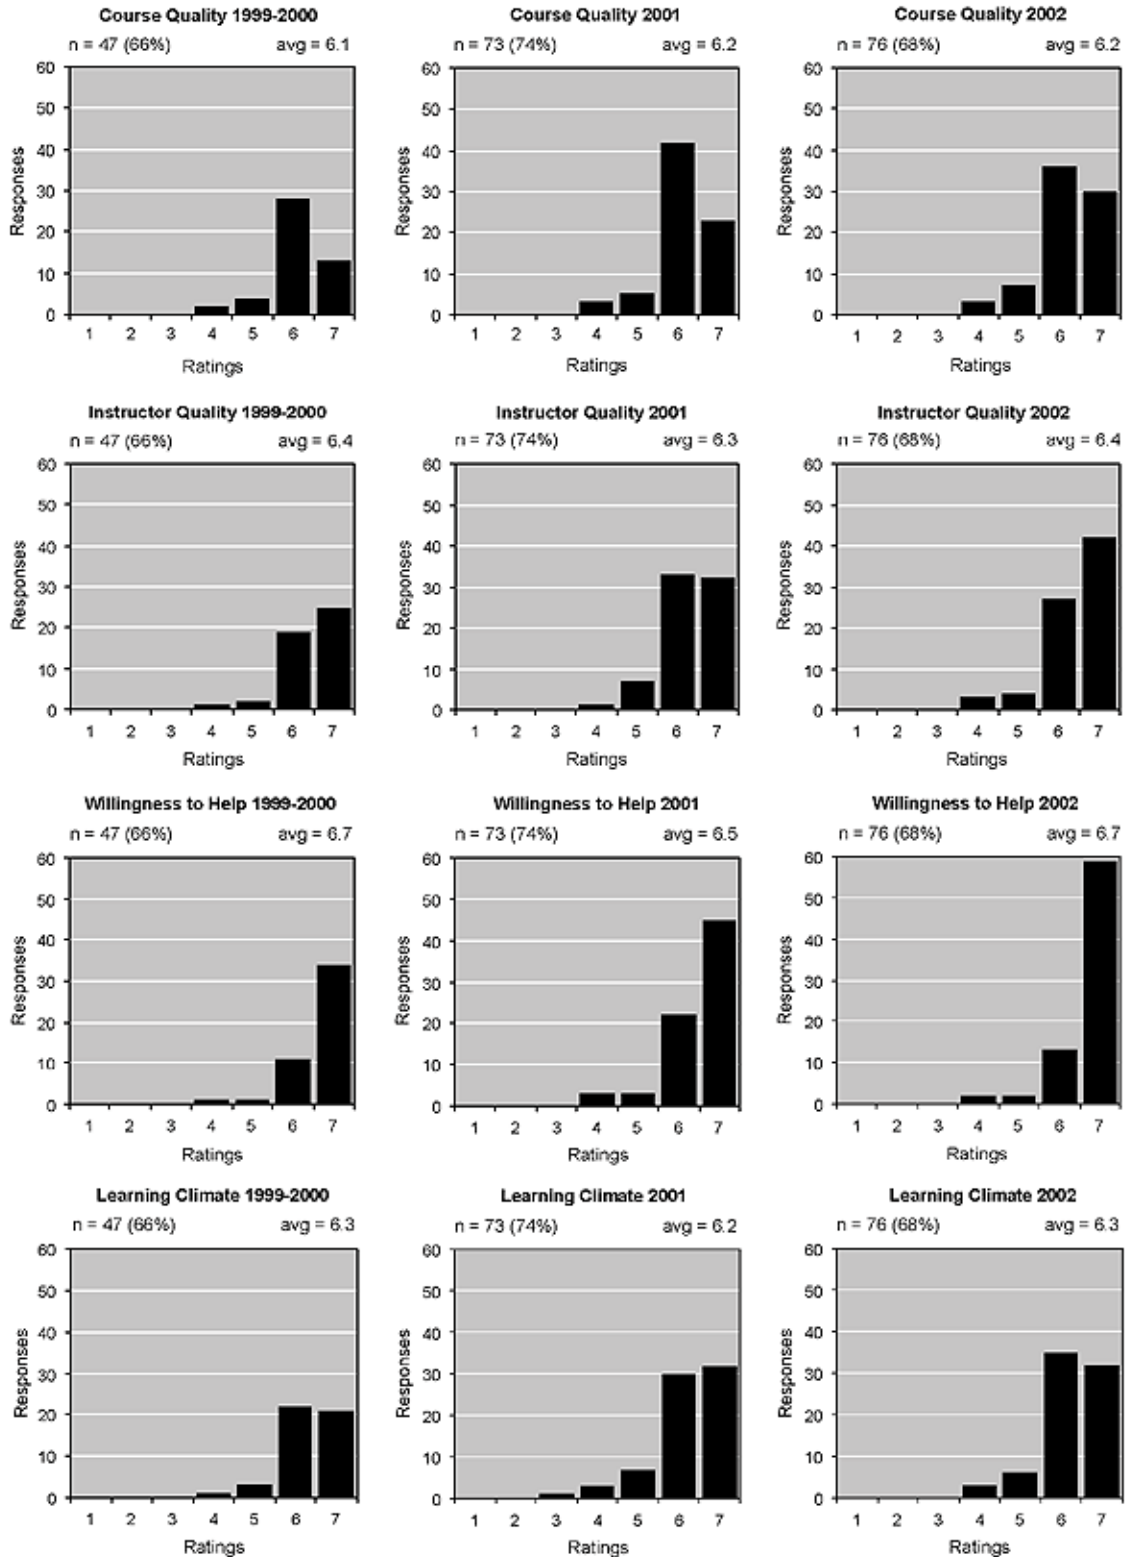 Course Quality 1999-2000
n = 47 (66%) avg = 6.1
60
50
40
30
20
10
0
Responses
1 2 3 4 5 6 7
Ratings
Course Quality 2001
n = 73 (74%) avg = 6.2
60
50
40
30
20
10
0
Responses
1 2 3 4 5 6 7
Ratings
Course Quality 2002
n = 76 (68%) avg = 6.2
60
50
40
30
20
10
0
Responses
1 2 3 4 5 6 7
Ratings
Instructor Quality 1999-2000
n = 47 (66%) avg = 6.4
60
50
40
30
20
10
0
Responses
1 2 3 4 5 6 7
Ratings
Instructor Quality 2001
n = 73 (74%) avg = 6.3
60
50
40
30
20
10
0
Responses
1 2 3 4 5 6 7
Ratings
Instructor Quality 2002
n = 76 (68%) avg = 6.4
60
50
40
30
20
10
0
Responses
1 2 3 4 5 6 7
Ratings
Willingness to Help 1999-2000
n = 47 (66%) avg = 6.7
60
50
40
30
20
10
0
Responses
1 2 3 4 5 6 7
Ratings
Willingness to Help 2001
n = 73 (74%) avg = 6.5
60
50
40
30
20
10
0
Responses
1 2 3 4 5 6 7
Ratings
Willingness to Help 2002
n = 76 (68%) avg = 6.7
60
50
40
30
20
10
0
Responses
1 2 3 4 5 6 7
Ratings
Learning Climate 1999-2000
n = 47 (66%) avg = 6.3
60
50
40
30
20
10
0
Responses
1 2 3 4 5 6 7
Ratings
Learning Climate 2001
n = 73 (74%) avg = 6.2
60
50
40
30
20
10
0
Responses
1 2 3 4 5 6 7
Ratings
Learning Climate 2002
n = 76 (68%) avg = 6.3
60
50
40
30
20
10
0
Responses
1 2 3 4 5 6 7
Ratings